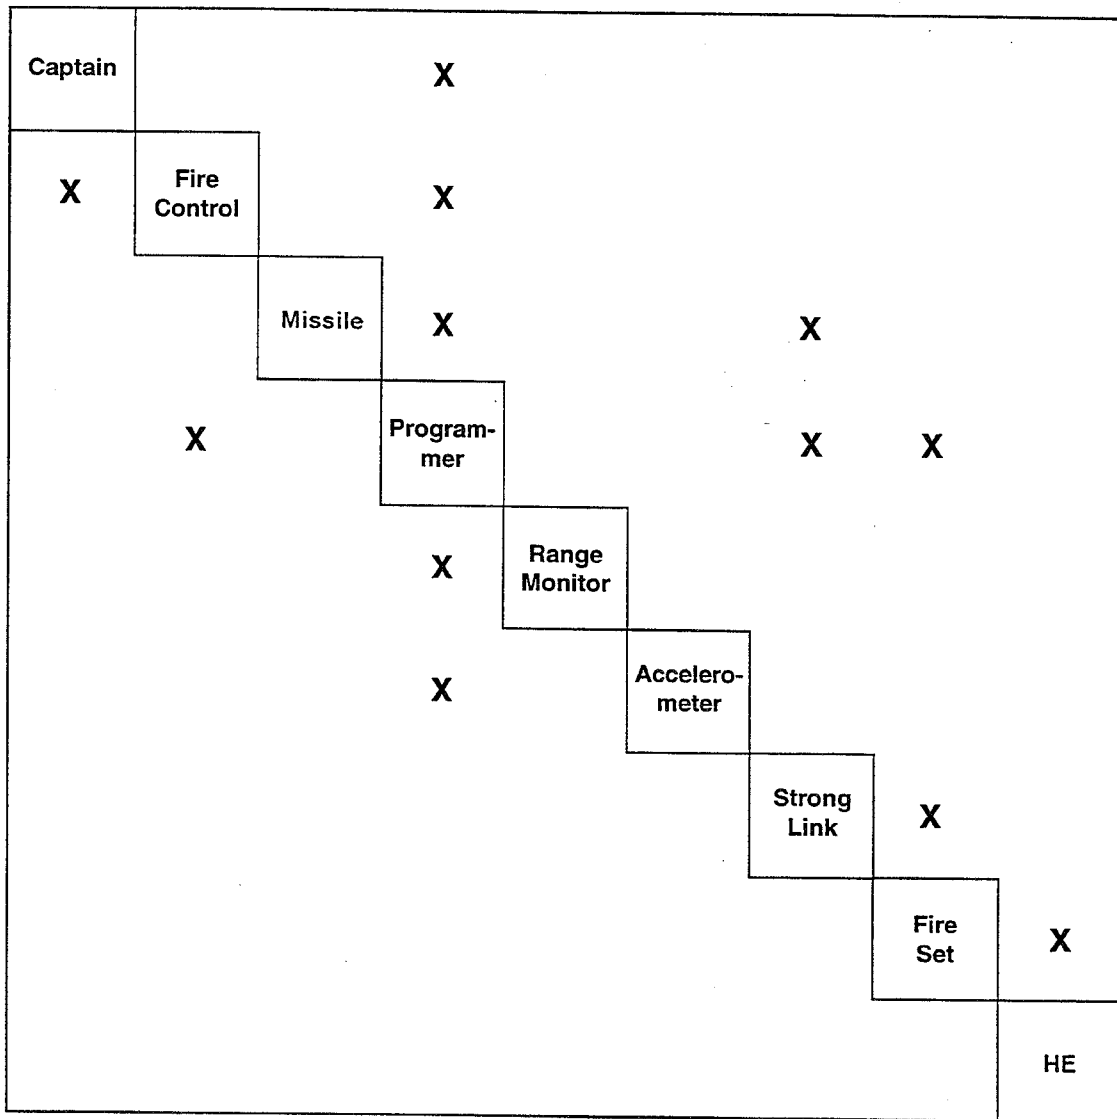 Captain
X
X
Fire
Control
X
Missile
X
X
X
Program-
mer
X
X
X
Range
Monitor
X
Accelero-
meter
Strong
Link
X
Fire
Set
X
HE